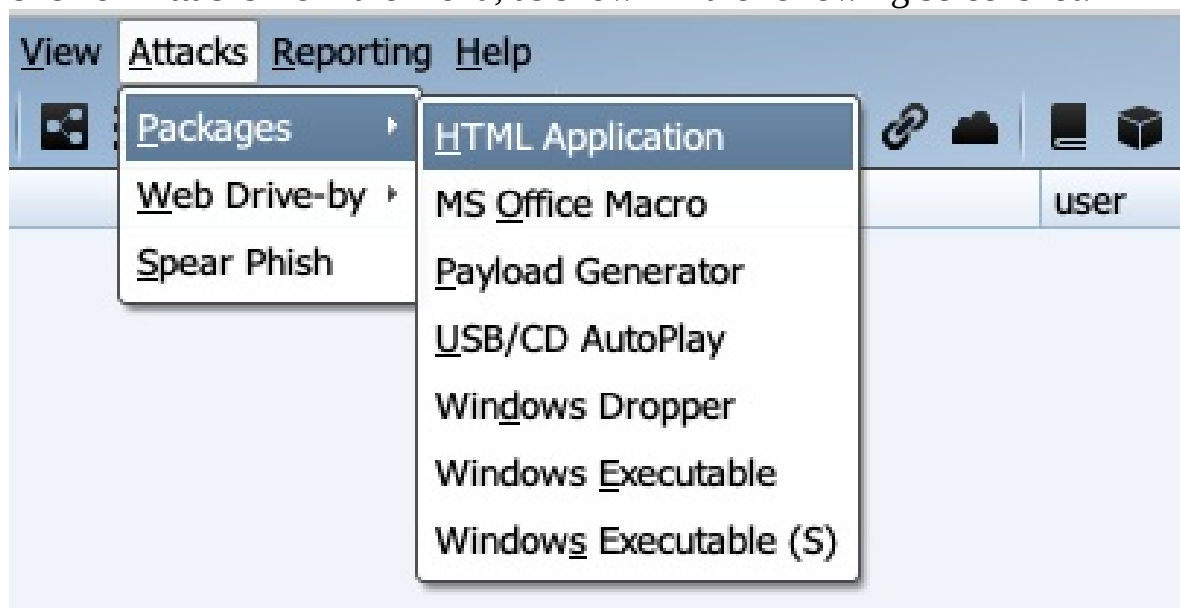 View Attacks Reporting Help
Packages
HTML Application
Web Drive-by
MS Office Macro
user
Spear Phish
Payload Generator
USB/CD AutoPlay
Windows Dropper
Windows Executable
Windows Executable (S)